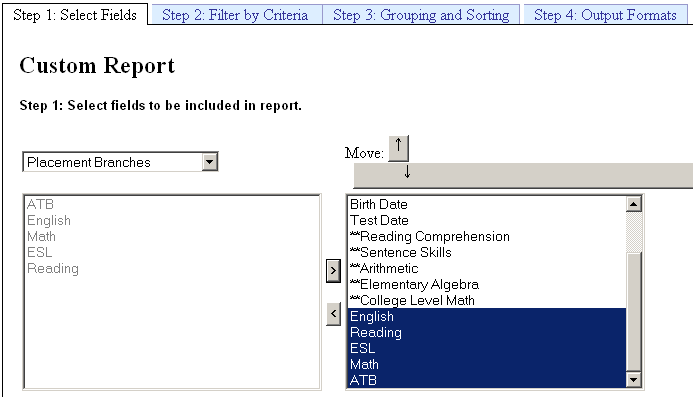 Step 1: Select Fields
Step 2: Filter by Criteria
Step 3: Grouping and Sorting
Step 4: Output Formats
Custom Report
Step 1: Select fields to be included in report.
Placement Branches
Move: ↑
↓
ATB
English
Math
ESL
Reading
>
<
Birth Date
Test Date
**Reading Comprehension
**Sentence Skills
**Arithmetic
**Elementary Algebra
**College Level Math
English
Reading
ESL
Math
ATB